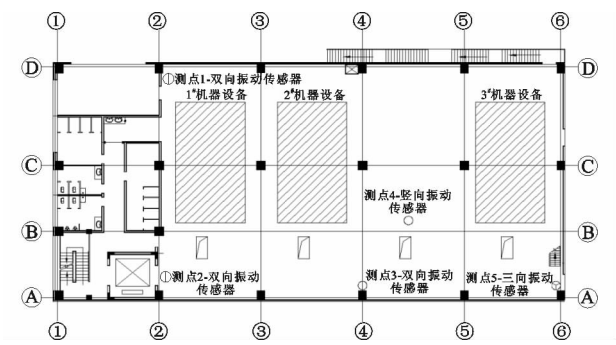 ① ② ③ ④ ⑤ ⑥
Ⓓ Ⓓ
测点1-双向振动传感器
1#机器设备 2#机器设备 3#机器设备
Ⓒ Ⓒ
测点4-竖向振动
传感器
Ⓑ Ⓑ
测点2-双向振动
传感器
测点3-双向振动
传感器
测点5-三向振动
传感器
Ⓐ Ⓐ
① ② ③ ④ ⑤ ⑥